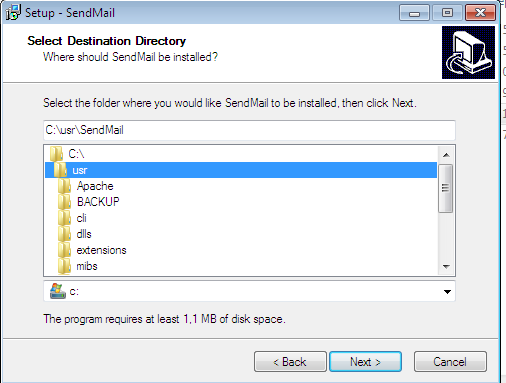 Setup - SendMail
Select Destination Directory
Where should SendMail be installed?
Select the folder where you would like SendMail to be installed, then click Next.
C:\usr\SendMail
C:\
usr
Apache
BACKUP
cli
dlls
extensions
mibs
c:
The program requires at least 1,1 MB of disk space.
< Back
Next >
Cancel